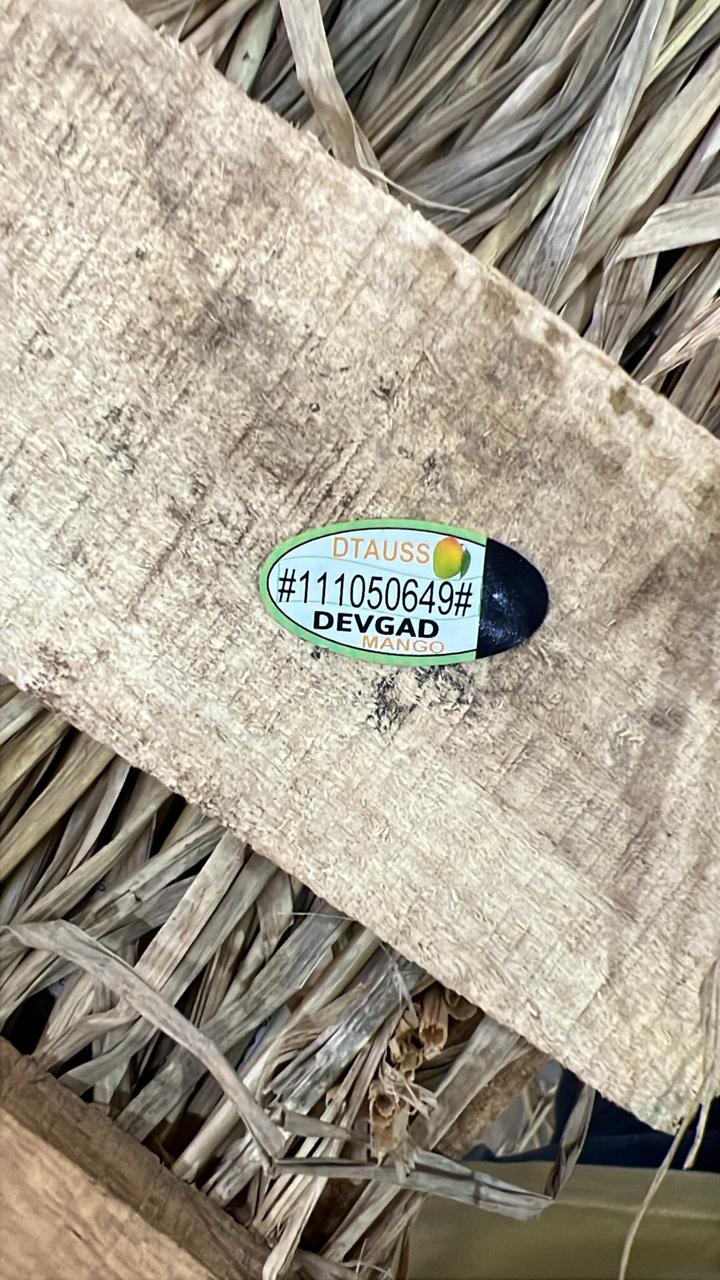 DTAUSS
#111050649#
DEVGAD
MANGO